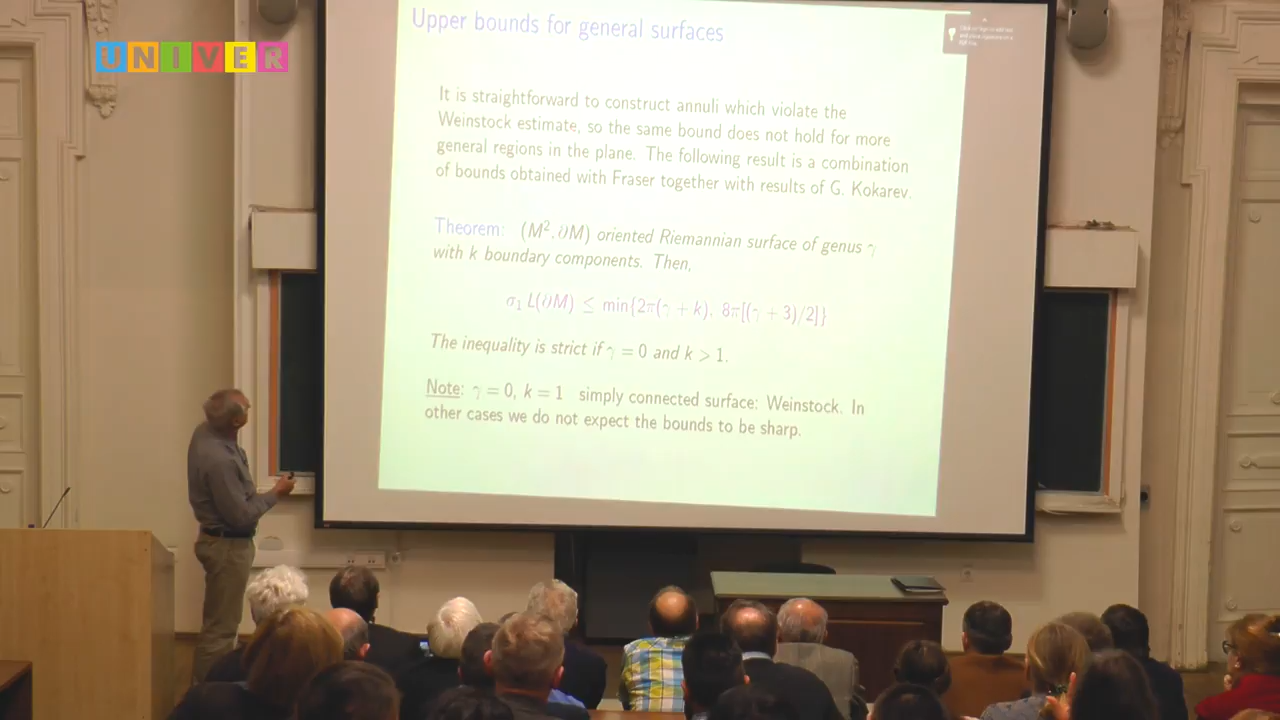 UNIVER
Upper bounds for general surfaces
It is straightforward to construct annuli which violate the
Weinstock estimate, so the same bound does not hold for more
general regions in the plane. The following result is a combination
of bounds obtained with Fraser together with results of G. Kokarev.
Theorem: (M², ∂M) oriented Riemannian surface of genus γ
with k boundary components. Then,
σ₁ L(∂M) ≤ min{2π(γ + k), 8π[(γ + 3)/2]}
The inequality is strict if γ = 0 and k > 1.
Note: γ = 0, k = 1 simply connected surface: Weinstock. In
other cases we do not expect the bounds to be sharp.